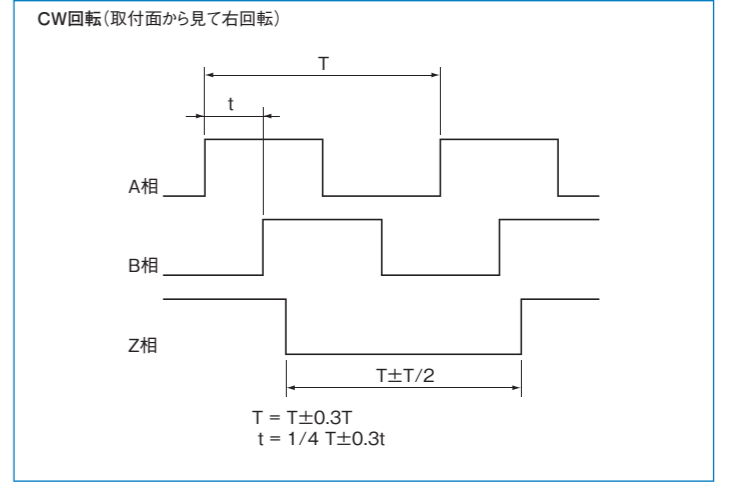 CW回転(取付面から見て右回転)
T
t
A相
B相
Z相
T±T/2
T = T±0.3T
t = 1/4 T±0.3t